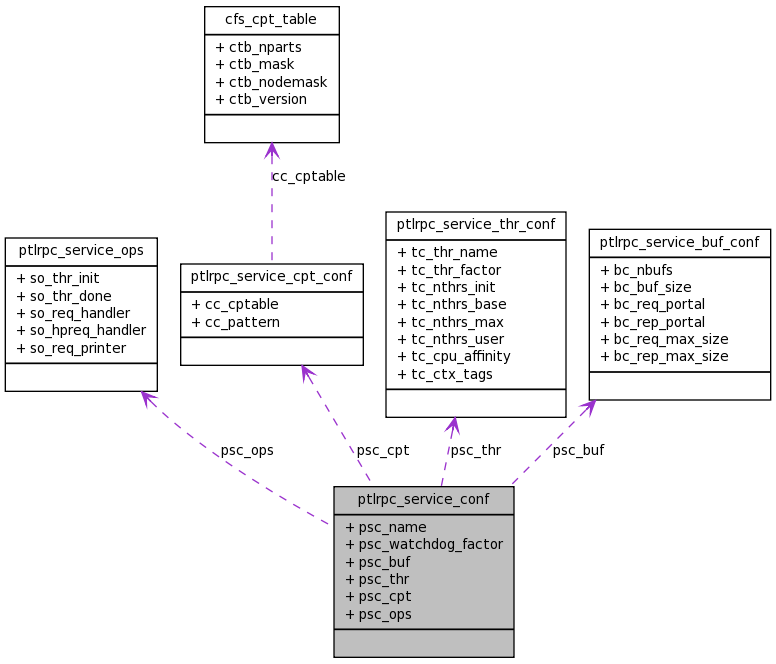 cfs_cpt_table
+ ctb_nparts
+ ctb_mask
+ ctb_nodemask
+ ctb_version
cc_cptable
ptlrpc_service_ops
+ so_thr_init
+ so_thr_done
+ so_req_handler
+ so_hpreq_handler
+ so_req_printer
ptlrpc_service_cpt_conf
+ cc_cptable
+ cc_pattern
ptlrpc_service_thr_conf
+ tc_thr_name
+ tc_thr_factor
+ tc_nthrs_init
+ tc_nthrs_base
+ tc_nthrs_max
+ tc_nthrs_user
+ tc_cpu_affinity
+ tc_ctx_tags
ptlrpc_service_buf_conf
+ bc_nbufs
+ bc_buf_size
+ bc_req_portal
+ bc_rep_portal
+ bc_req_max_size
+ bc_rep_max_size
psc_ops
psc_cpt
psc_thr
psc_buf
ptlrpc_service_conf
+ psc_name
+ psc_watchdog_factor
+ psc_buf
+ psc_thr
+ psc_cpt
+ psc_ops